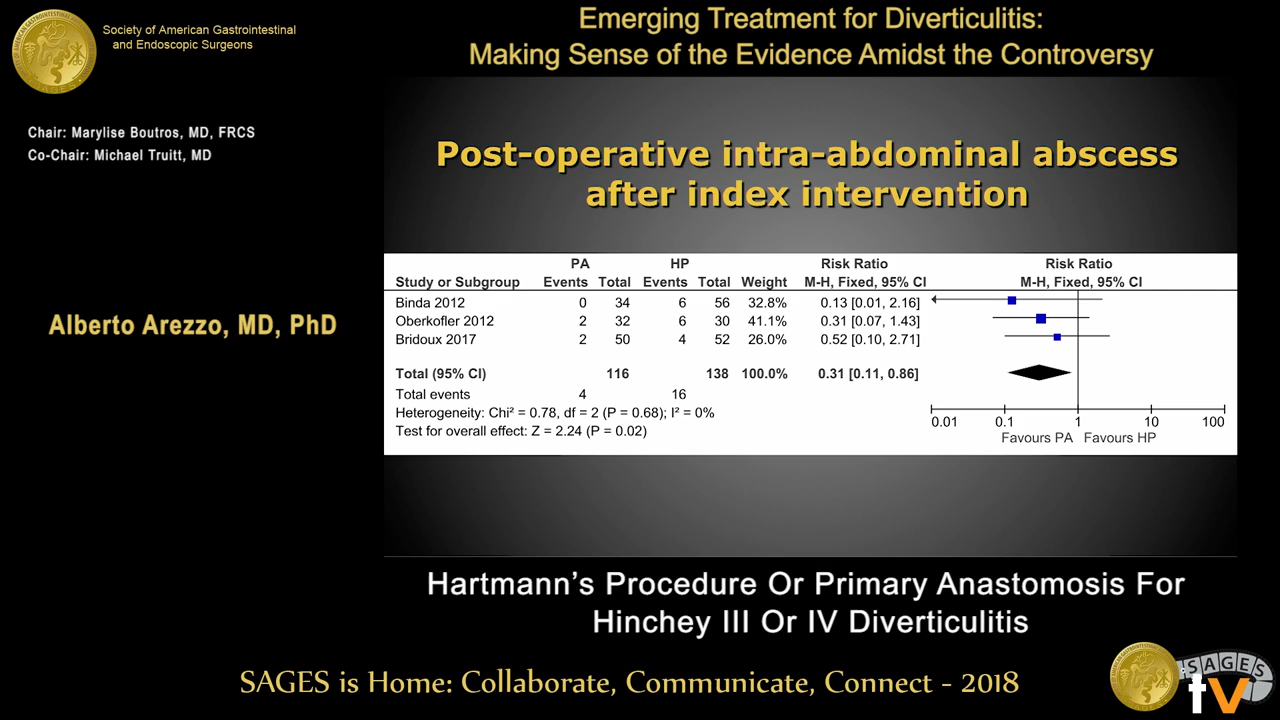 Society of American Gastrointestinal
and Endoscopic Surgeons
Emerging Treatment for Diverticulitis:
Making Sense of the Evidence Amidst the Controversy
Chair: Marylise Boutros, MD, FRCS
Co-Chair: Michael Truitt, MD
Alberto Arezzo, MD, PhD
Post-operative intra-abdominal abscess
after index intervention
PA HP Risk Ratio Risk Ratio
Study or Subgroup Events Total Events Total Weight M-H, Fixed, 95% CI M-H, Fixed, 95% CI
Binda 2012 0 34 6 56 32.8% 0.13 [0.01, 2.16]
Oberkofler 2012 2 32 6 30 41.1% 0.31 [0.07, 1.43]
Bridoux 2017 2 50 4 52 26.0% 0.52 [0.10, 2.71]
Total (95% CI) 116 138 100.0% 0.31 [0.11, 0.86]
Total events 4 16
Heterogeneity: Chi² = 0.78, df = 2 (P = 0.68); I² = 0%
Test for overall effect: Z = 2.24 (P = 0.02)
0.01 0.1 1 10 100
Favours PA Favours HP
Hartmann's Procedure Or Primary Anastomosis For
Hinchey III Or IV Diverticulitis
SAGES is Home: Collaborate, Communicate, Connect - 2018
SAGES
tv